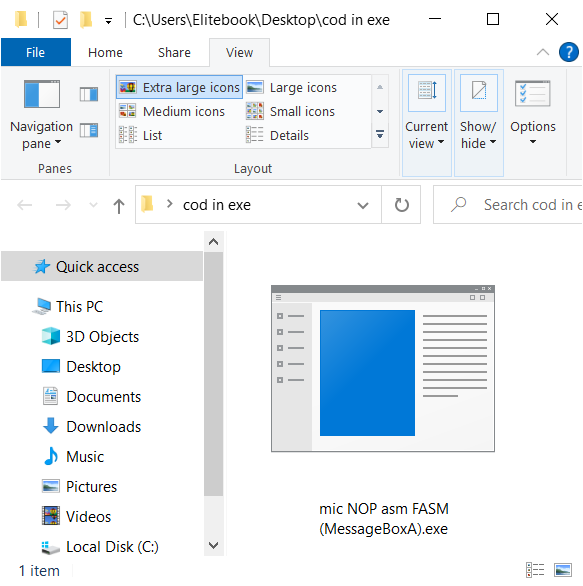 C:\Users\Elitebook\Desktop\cod in exe
File Home Share View
Extra large icons Large icons
Medium icons Small icons
List Details
Navigation pane
Current view
Show/ hide
Options
Panes Layout
cod in exe Search cod in e
Quick access
This PC
3D Objects
Desktop
Documents
Downloads
Music
Pictures
Videos
Local Disk (C:)
mic NOP asm FASM
(MessageBoxA).exe
1 item